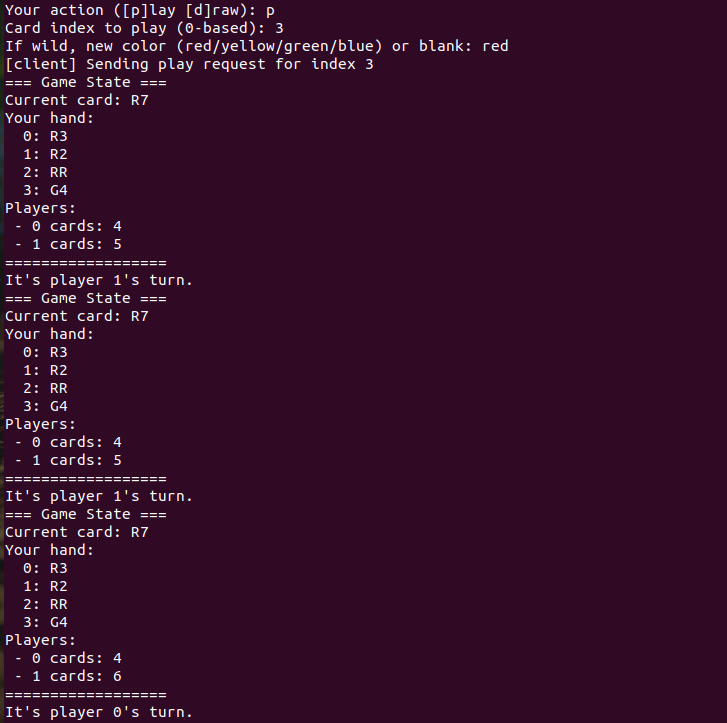 Your action ([p]lay [d]raw): p
Card index to play (0-based): 3
If wild, new color (red/yellow/green/blue) or blank: red
[client] Sending play request for index 3
=== Game State ===
Current card: R7
Your hand:
  0: R3
  1: R2
  2: RR
  3: G4
Players:
 - 0 cards: 4
 - 1 cards: 5
==================
It's player 1's turn.
=== Game State ===
Current card: R7
Your hand:
  0: R3
  1: R2
  2: RR
  3: G4
Players:
 - 0 cards: 4
 - 1 cards: 5
==================
It's player 1's turn.
=== Game State ===
Current card: R7
Your hand:
  0: R3
  1: R2
  2: RR
  3: G4
Players:
 - 0 cards: 4
 - 1 cards: 6
==================
It's player 0's turn.